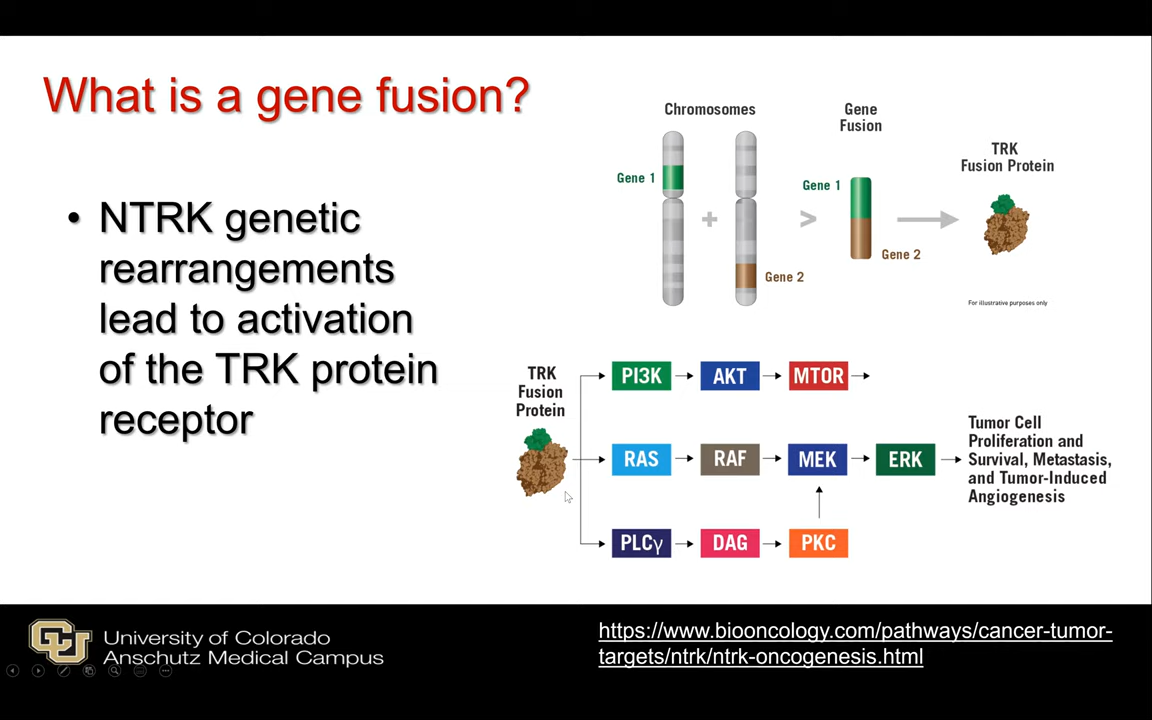 What is a gene fusion?
• NTRK genetic
rearrangements
lead to activation
of the TRK protein
receptor
Chromosomes
Gene 1
+
Gene 2
>
Gene
Fusion
Gene 1
Gene 2
TRK
Fusion Protein
For illustrative purposes only
TRK
Fusion
Protein
PI3K
AKT
MTOR
RAS
RAF
MEK
ERK
PLCγ
DAG
PKC
Tumor Cell
Proliferation and
Survival, Metastasis,
and Tumor-Induced
Angiogenesis
CU
University of Colorado
Anschutz Medical Campus
https://www.biooncology.com/pathways/cancer-tumor-
targets/ntrk/ntrk-oncogenesis.html